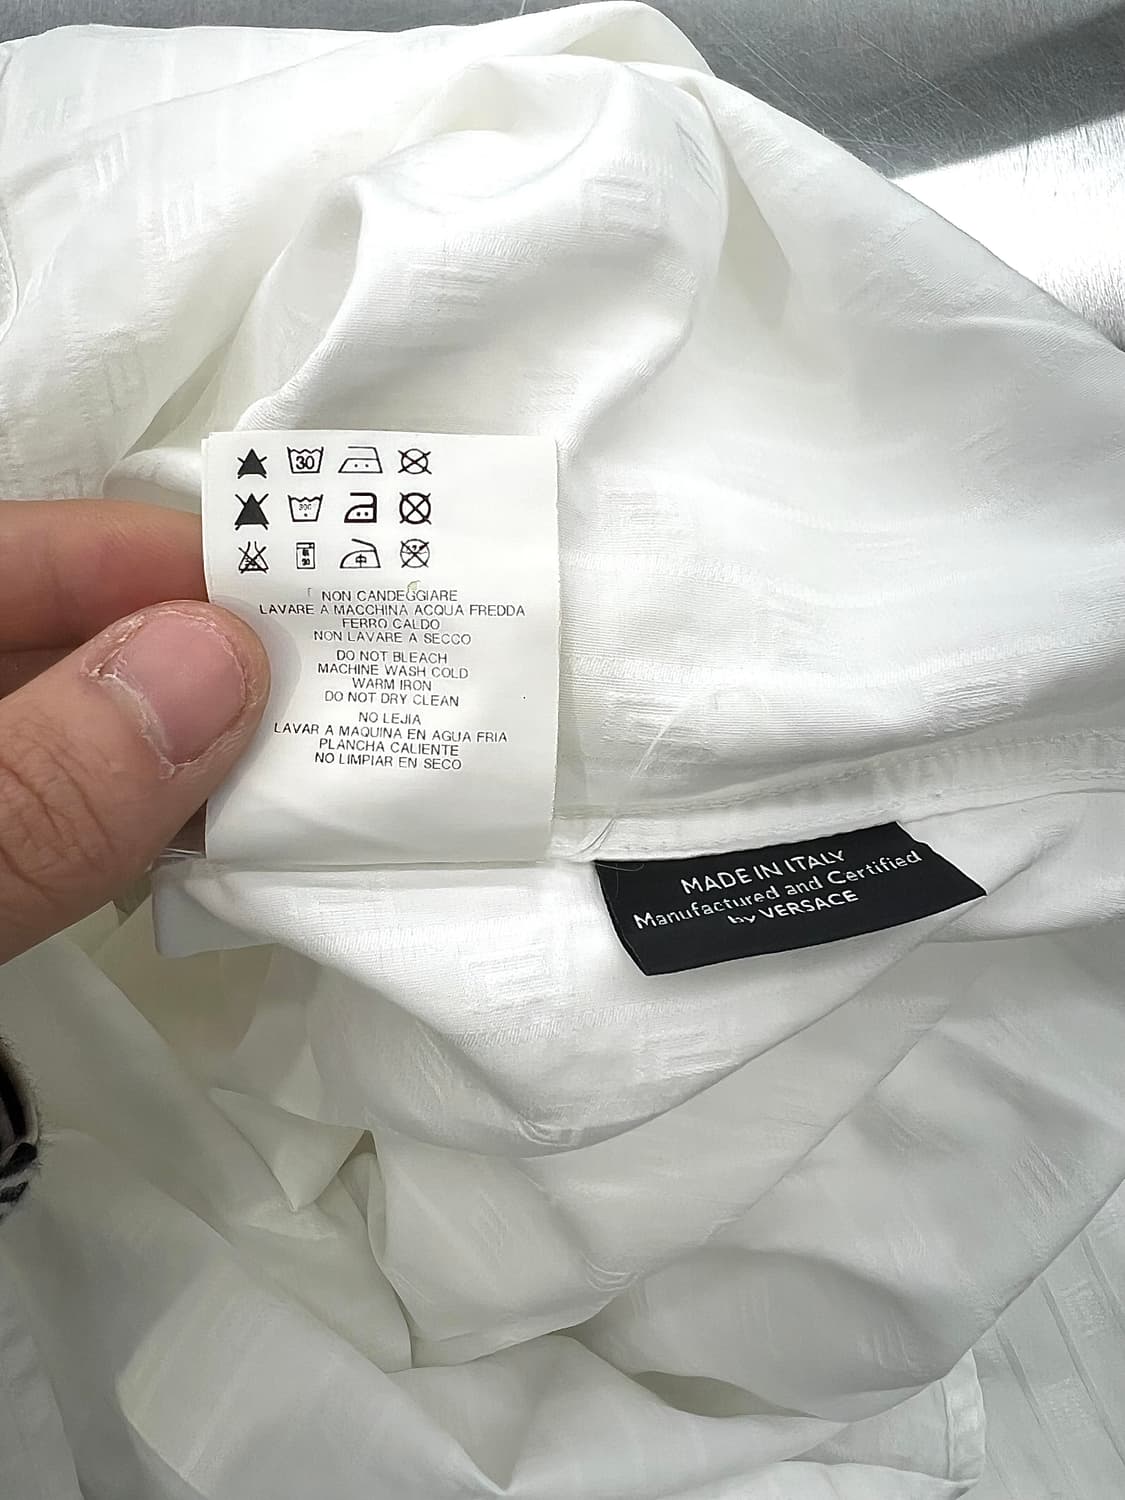 30
30C
NON CANDEGGIARE
LAVARE A MACCHINA ACQUA FREDDA
FERRO CALDO
NON LAVARE A SECCO
DO NOT BLEACH
MACHINE WASH COLD
WARM IRON
DO NOT DRY CLEAN
NO LEJIA
LAVAR A MAQUINA EN AGUA FRIA
PLANCHA CALIENTE
NO LIMPIAR EN SECO
MADE IN ITALY
Manufactured and Certified
by VERSACE